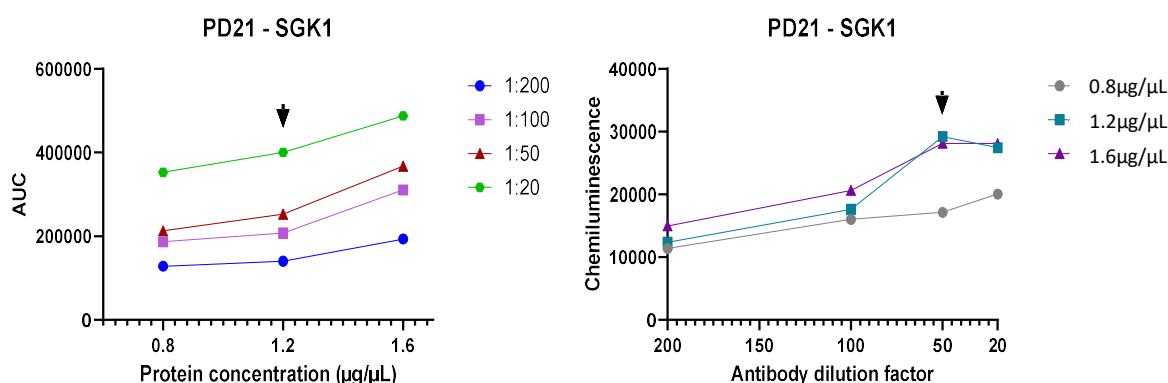 PD21 - SGK1
600000
400000
200000
0
AUC
0.8
1.2
1.6
Protein concentration (µg/µL)
1:200
1:100
1:50
1:20
PD21 - SGK1
40000
30000
20000
10000
0
Chemiluminescence
200
150
100
50
20
Antibody dilution factor
0.8µg/µL
1.2µg/µL
1.6µg/µL